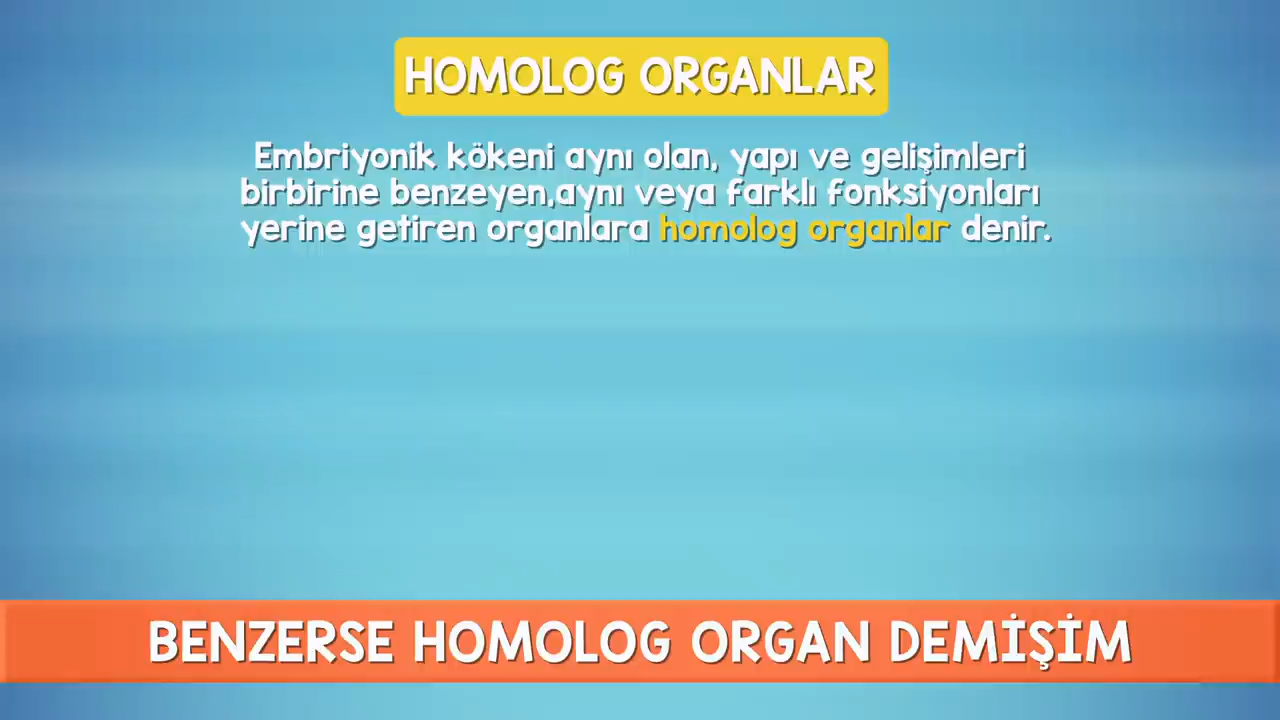 HOMOLOG ORGANLAR
Embriyonik kökeni aynı olan, yapı ve gelişimleri
birbirine benzeyen,aynı veya farklı fonksiyonları
yerine getiren organlara homolog organlar denir.
BENZERSE HOMOLOG ORGAN DEMİŞİM